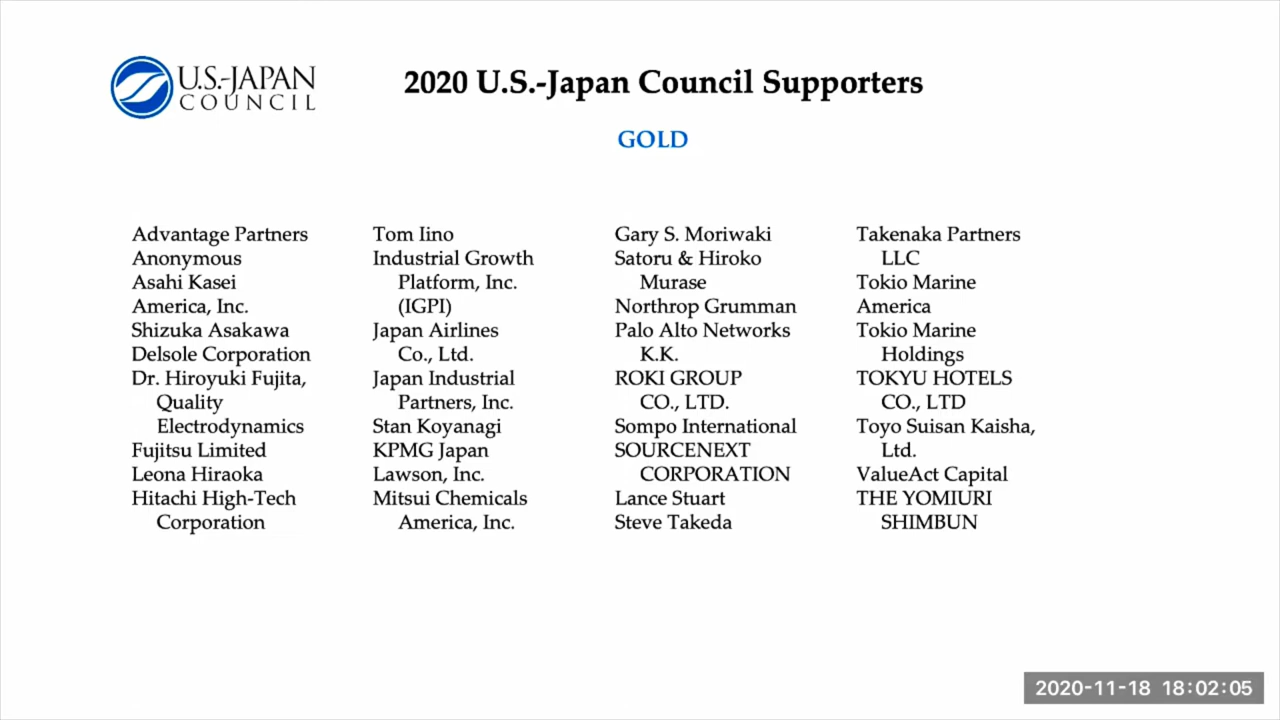 U.S.-JAPAN
COUNCIL
2020 U.S.-Japan Council Supporters
GOLD
Advantage Partners
Anonymous
Asahi Kasei
America, Inc.
Shizuka Asakawa
Delsole Corporation
Dr. Hiroyuki Fujita,
Quality
Electrodynamics
Fujitsu Limited
Leona Hiraoka
Hitachi High-Tech
Corporation
Tom Iino
Industrial Growth
Platform, Inc.
(IGPI)
Japan Airlines
Co., Ltd.
Japan Industrial
Partners, Inc.
Stan Koyanagi
KPMG Japan
Lawson, Inc.
Mitsui Chemicals
America, Inc.
Gary S. Moriwaki
Satoru & Hiroko
Murase
Northrop Grumman
Palo Alto Networks
K.K.
ROKI GROUP
CO., LTD.
Sompo International
SOURCENEXT
CORPORATION
Lance Stuart
Steve Takeda
Takenaka Partners
LLC
Tokio Marine
America
Tokio Marine
Holdings
TOKYU HOTELS
CO., LTD
Toyo Suisan Kaisha,
Ltd.
ValueAct Capital
THE YOMIURI
SHIMBUN
2020-11-18 18:02:05